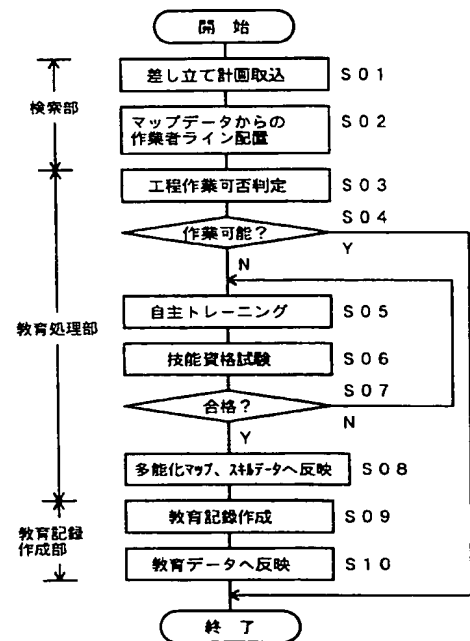 開 始
差し立て計画取込 S01
検索部
マップデータからの
作業者ライン配置 S02
工程作業可否判定 S03
作業可能? S04
Y
N
自主トレーニング S05
教育処理部
技能資格試験 S06
合格? S07
N
Y
多能化マップ、スキルデータへ反映 S08
教育記録作成 S09
教育記録
作成部
教育データへ反映 S10
終 了